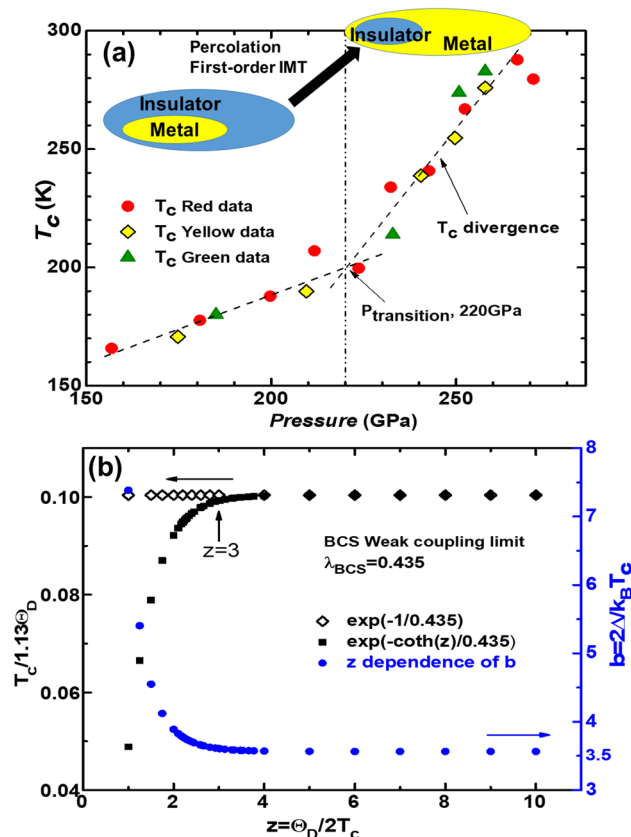 (a)
Percolation
First-order IMT
Insulator
Metal
Insulator
Metal
300
250
200
150
T_c (K)
T_c Red data
T_c Yellow data
T_c Green data
T_c divergence
P_transition, 220GPa
200
250
Pressure (GPa)
(b)
z=3
BCS Weak coupling limit
λ_BCS=0.435
exp(-1/0.435)
exp(-coth(z)/0.435)
z dependence of b
0.10
0.08
0.06
0.04
T_c/1.13Θ_D
8
7
6
5
4
3
b=2Δ/k_BT_c
0 2 4 6 8 10
z=Θ_D/2T_c